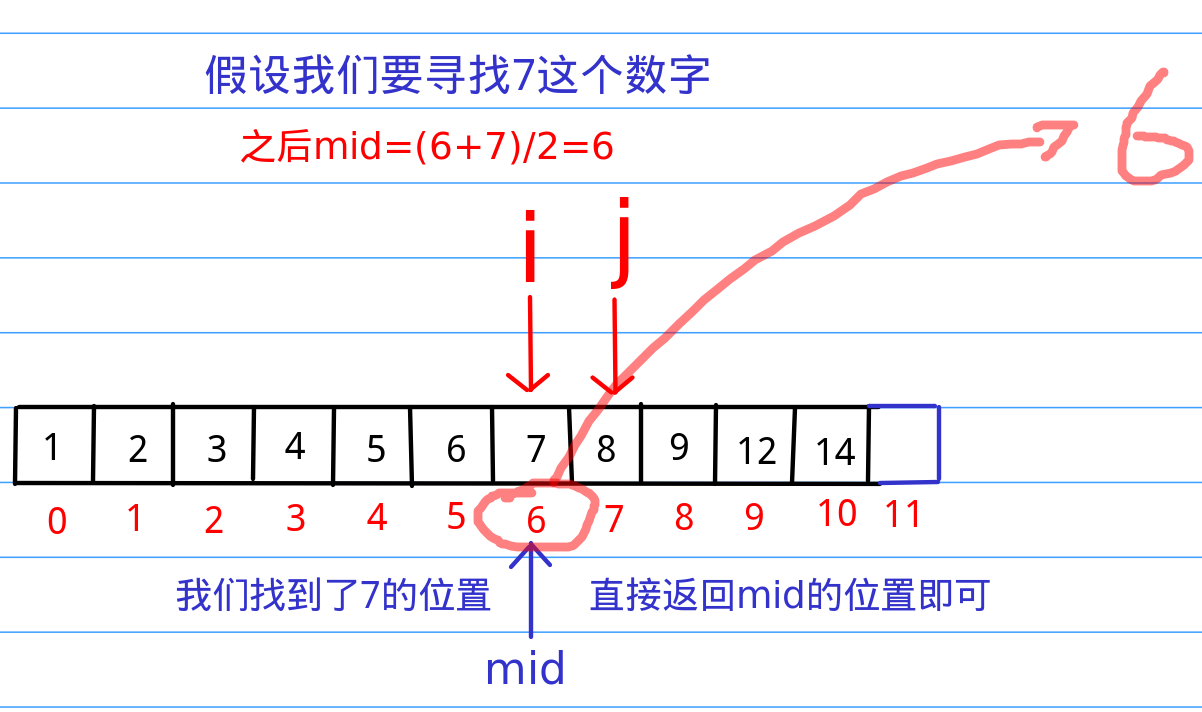 假设我们要寻找7这个数字
之后mid=(6+7)/2=6
6
i j
1 2 3 4 5 6 7 8 9 12 14
0 1 2 3 4 5 6 7 8 9 10 11
我们找到了7的位置 直接返回mid的位置即可
mid